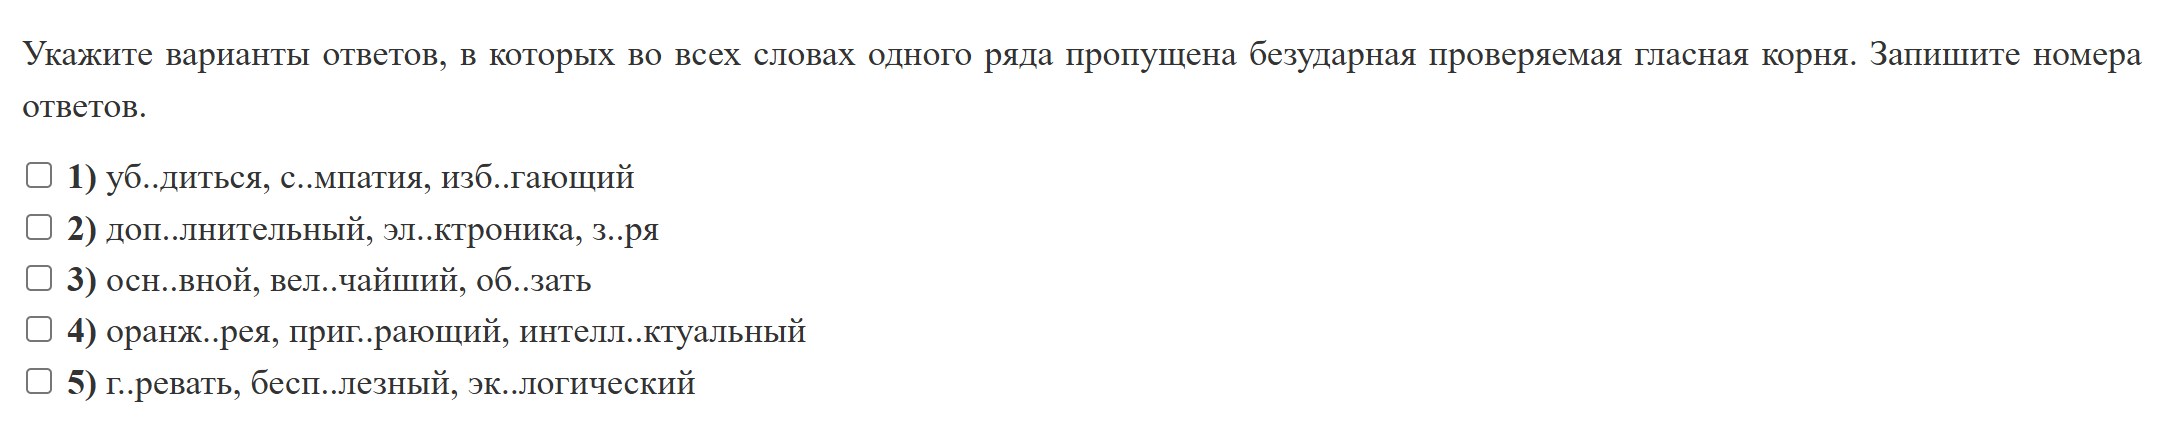 Укажите варианты ответов, в которых во всех словах одного ряда пропущена безударная проверяемая гласная корня. Запишите номера
ответов.
1) уб..диться, с..мпатия, изб..гающий
2) доп..лнительный, эл..ктроника, з..ря
3) осн..вной, вел..чайший, об..зать
4) оранж..рея, приг..рающий, интелл..ктуальный
5) г..ревать, бесп..лезный, эк..логический